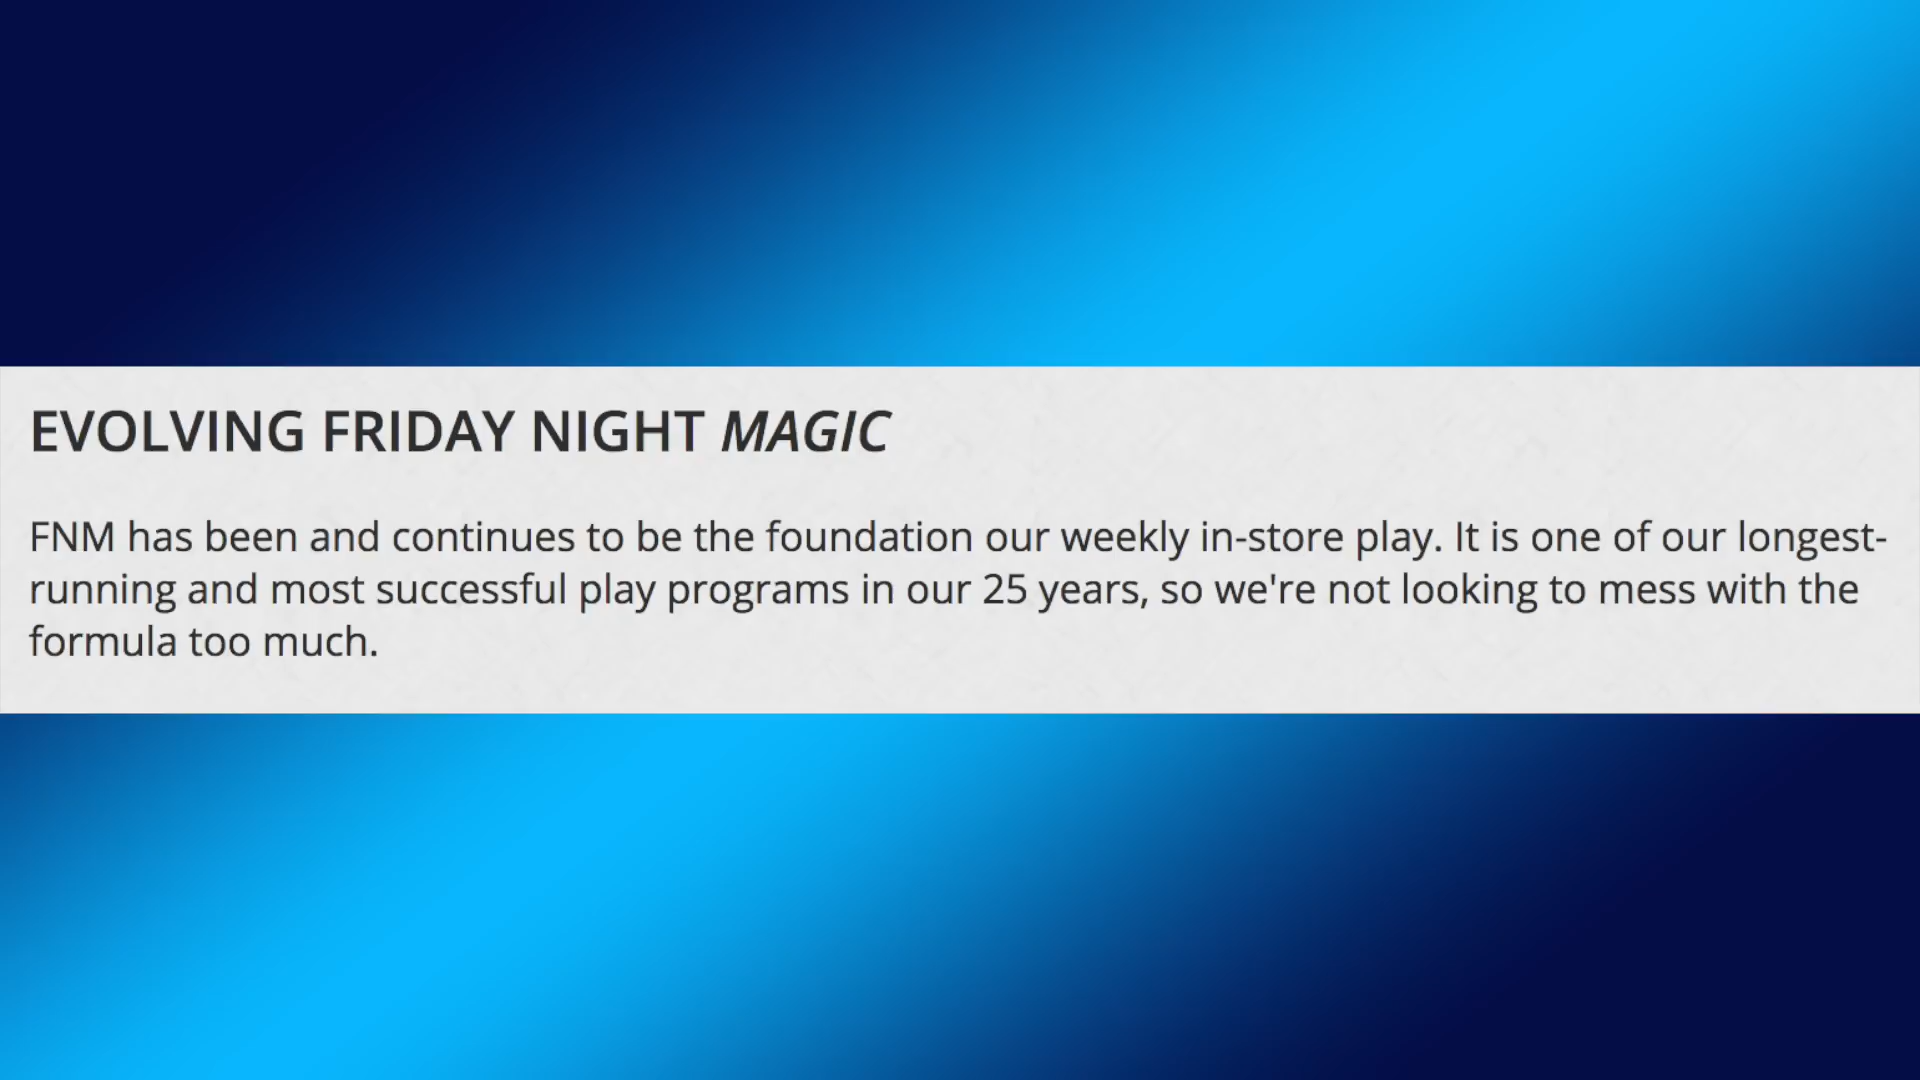 EVOLVING FRIDAY NIGHT MAGIC
FNM has been and continues to be the foundation our weekly in-store play. It is one of our longest-
running and most successful play programs in our 25 years, so we're not looking to mess with the
formula too much.